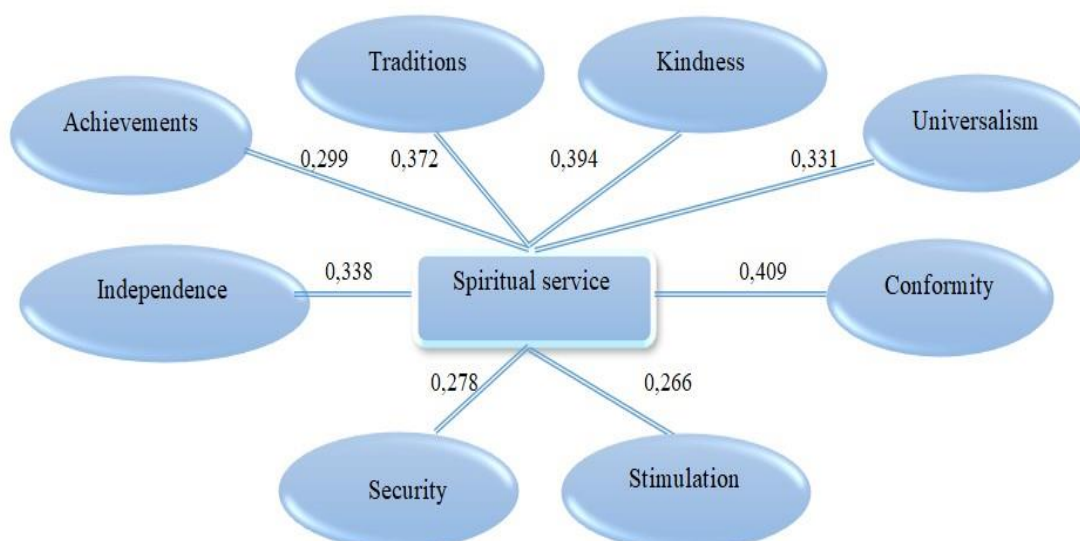 Traditions
Kindness
Achievements
Universalism
0,299
0,372
0,394
0,331
Independence
0,338
Spiritual service
0,409
Conformity
0,278
0,266
Security
Stimulation